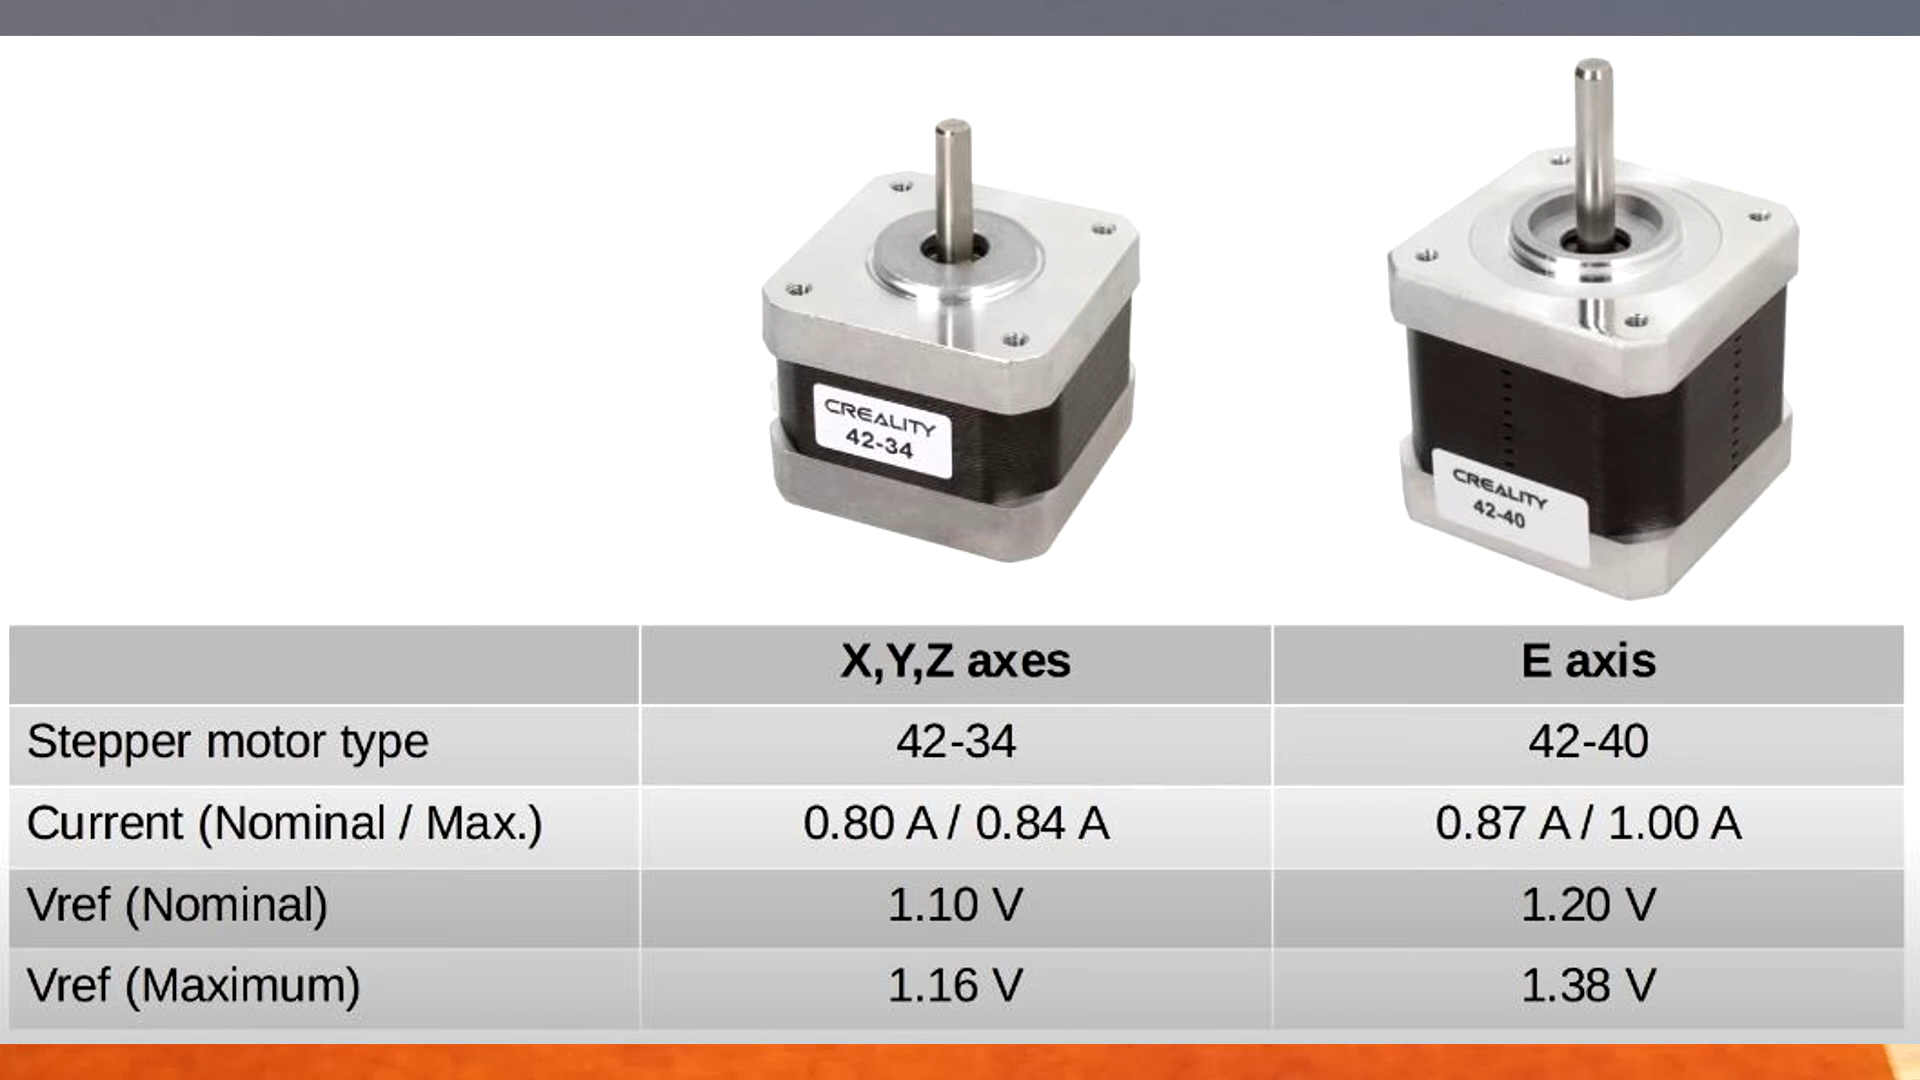 CREALITY
42-34
CREALITY
42-40
X,Y,Z axes E axis
Stepper motor type 42-34 42-40
Current (Nominal / Max.) 0.80 A / 0.84 A 0.87 A / 1.00 A
Vref (Nominal) 1.10 V 1.20 V
Vref (Maximum) 1.16 V 1.38 V